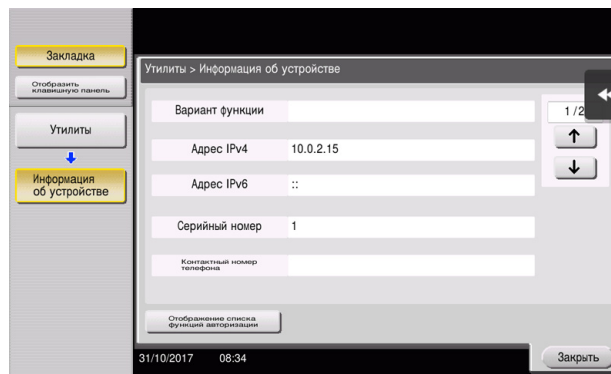 Закладка
Отобразить
клавишную панель
Утилиты
Информация
об устройстве
Утилиты > Информация об устройстве
Вариант функции
1/2
Адрес IPv4 10.0.2.15
Адрес IPv6 ::
Серийный номер 1
Контактный номер
телефона
Отображение списка
функций авторизации
31/10/2017 08:34
Закрыть